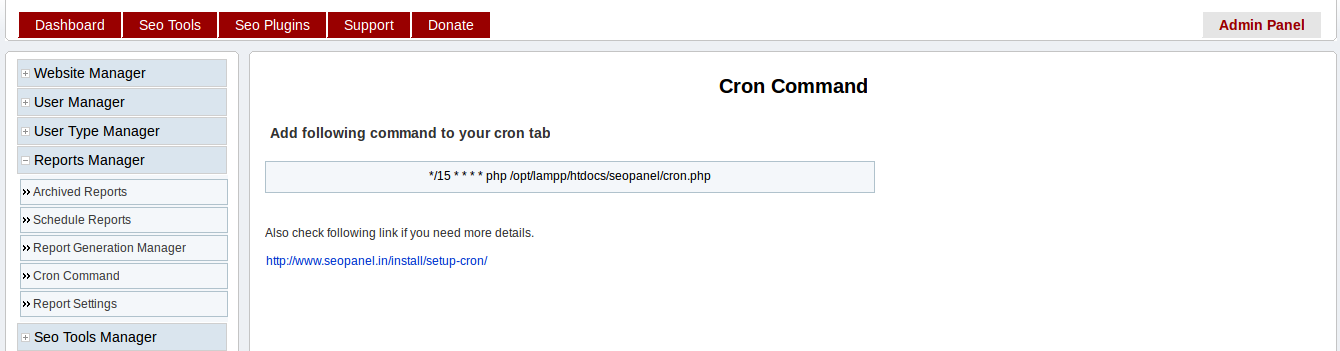 Dashboard Seo Tools Seo Plugins Support Donate Admin Panel
Website Manager
User Manager
User Type Manager
Reports Manager
Archived Reports
Schedule Reports
Report Generation Manager
Cron Command
Report Settings
Seo Tools Manager
Cron Command
Add following command to your cron tab
*/15 * * * * php /opt/lampp/htdocs/seopanel/cron.php
Also check following link if you need more details.
http://www.seopanel.in/install/setup-cron/